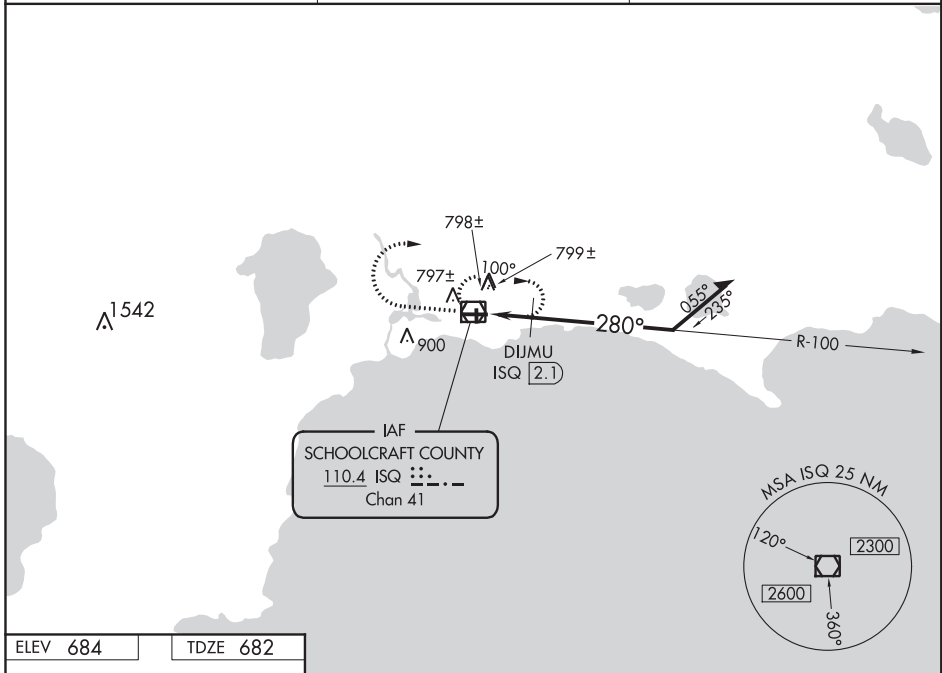 798±
799±
100°
797±
1542
900
055°
235°
280°
R-100
DIJMU
ISQ 2.1
IAF
SCHOOLCRAFT COUNTY
110.4 ISQ
Chan 41
MSA ISQ 25 NM
120°
2300
2600
360°
ELEV 684
TDZE 682